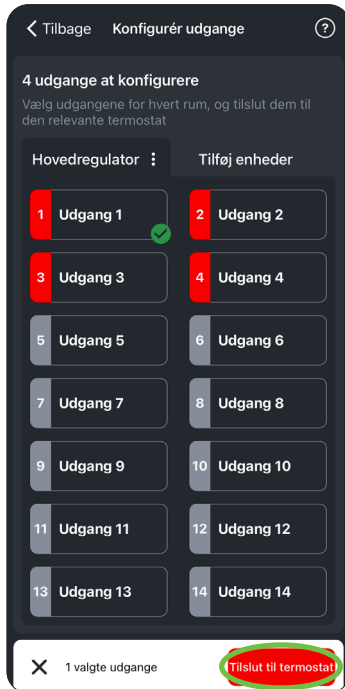 Tilbage Konfigurér udgange ?
4 udgange at konfigurere
Vælg udgangene for hvert rum, og tilslut dem til
den relevante termostat
Hovedregulator Tilføj enheder
1 Udgang 1 2 Udgang 2
3 Udgang 3 4 Udgang 4
5 Udgang 5 6 Udgang 6
7 Udgang 7 8 Udgang 8
9 Udgang 9 10 Udgang 10
11 Udgang 11 12 Udgang 12
13 Udgang 13 14 Udgang 14
1 valgte udgange Tilslut til termostat